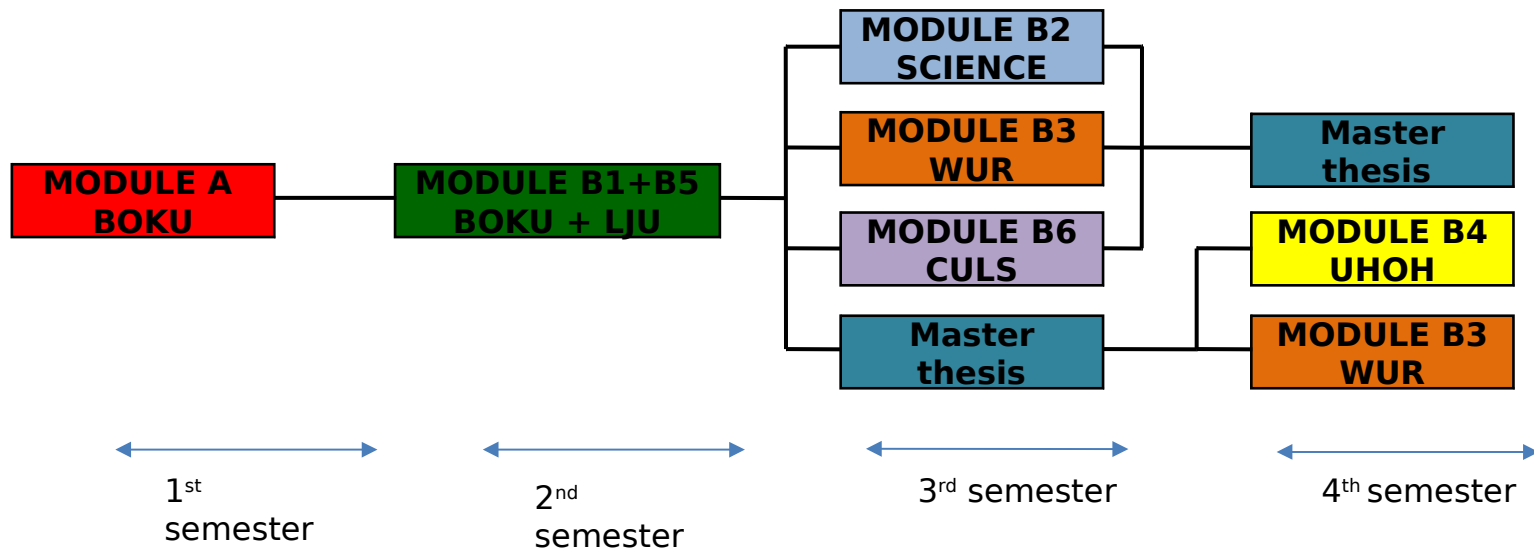 MODULE A
BOKU
MODULE B1+B5
BOKU + LJU
MODULE B2
SCIENCE
MODULE B3
WUR
MODULE B6
CULS
Master
thesis
Master
thesis
MODULE B4
UHOH
MODULE B3
WUR
1st
semester
2nd
semester
3rd semester
4th semester